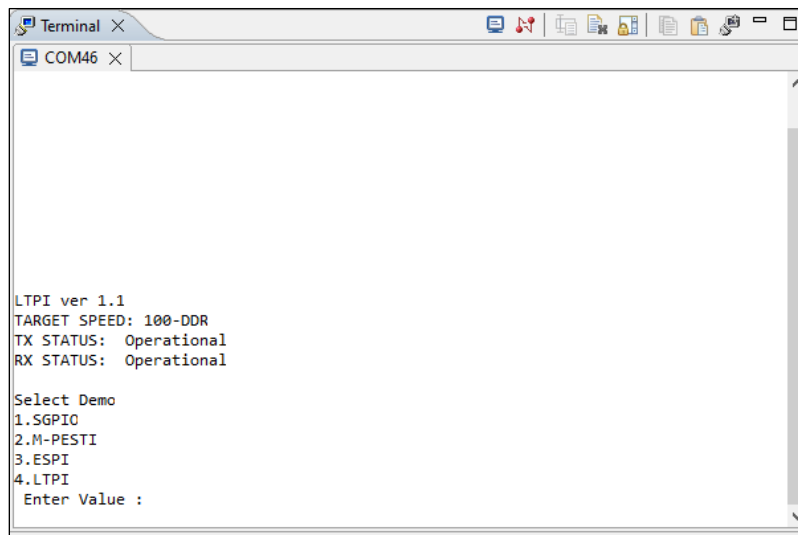 Terminal
COM46
LTPI ver 1.1
TARGET SPEED: 100-DDR
TX STATUS:  Operational
RX STATUS:  Operational
Select Demo
1.SGPIO
2.M-PESTI
3.ESPI
4.LTPI
Enter Value :